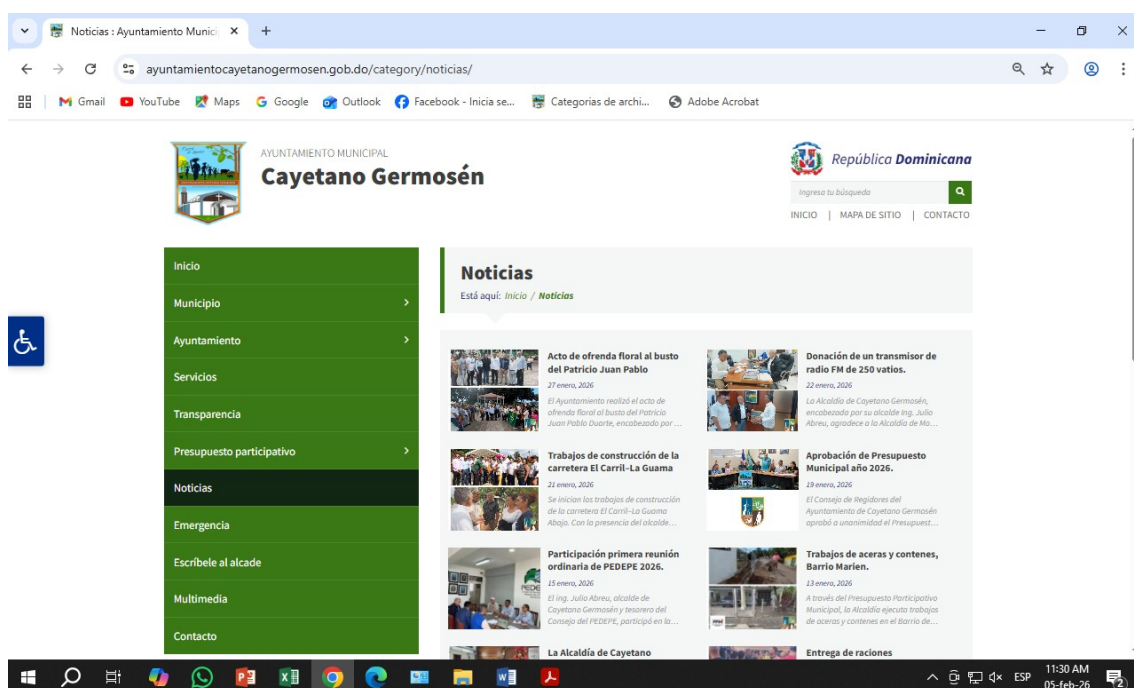 Noticias : Ayuntamiento Munici
ayuntamientocayetanogermosen.gob.do/category/noticias/
Gmail YouTube Maps Google Outlook Facebook - Inicia se... Categorias de archi... Adobe Acrobat
AYUNTAMIENTO MUNICIPAL
Cayetano Germosén
República Dominicana
Ingresa tu búsqueda
INICIO | MAPA DE SITIO | CONTACTO
Inicio
Municipio
Ayuntamiento
Servicios
Transparencia
Presupuesto participativo
Noticias
Emergencia
Escríbele al alcade
Multimedia
Contacto
Noticias
Está aquí: Inicio / Noticias
Acto de ofrenda floral al busto
del Patricio Juan Pablo
27 enero, 2026
El Ayuntamiento realizó el acto de
ofrenda floral al busto del Patricio
Juan Pablo Duarte, encabezado por ...
Donación de un transmisor de
radio FM de 250 vatios.
22 enero, 2026
La Alcaldía de Cayetano Germosén,
encabezada por su alcalde Ing. Julio
Abreu, agradece a la Alcaldía de Ma...
Trabajos de construcción de la
carretera El Carril–La Guama
21 enero, 2026
Se inician los trabajos de construcción
de la carretera El Carril–La Guama
Abajo. Con la presencia del alcalde...
Aprobación de Presupuesto
Municipal año 2026.
19 enero, 2026
El Consejo de Regidores del
Ayuntamiento de Cayetano Germosén
aprobó a unanimidad el Presupuest...
Participación primera reunión
ordinaria de PEDEPE 2026.
15 enero, 2026
El ing. Julio Abreu, alcalde de
Cayetano Germosén y tesorero del
Consejo del PEDEPE, participó en la...
Trabajos de aceras y contenes,
Barrio Marien.
13 enero, 2026
A través del Presupuesto Participativo
Municipal, la Alcaldía ejecuta trabajos
de aceras y contenes en el Barrio de...
La Alcaldía de Cayetano
Entrega de raciones
ESP
11:30 AM
05-feb-26